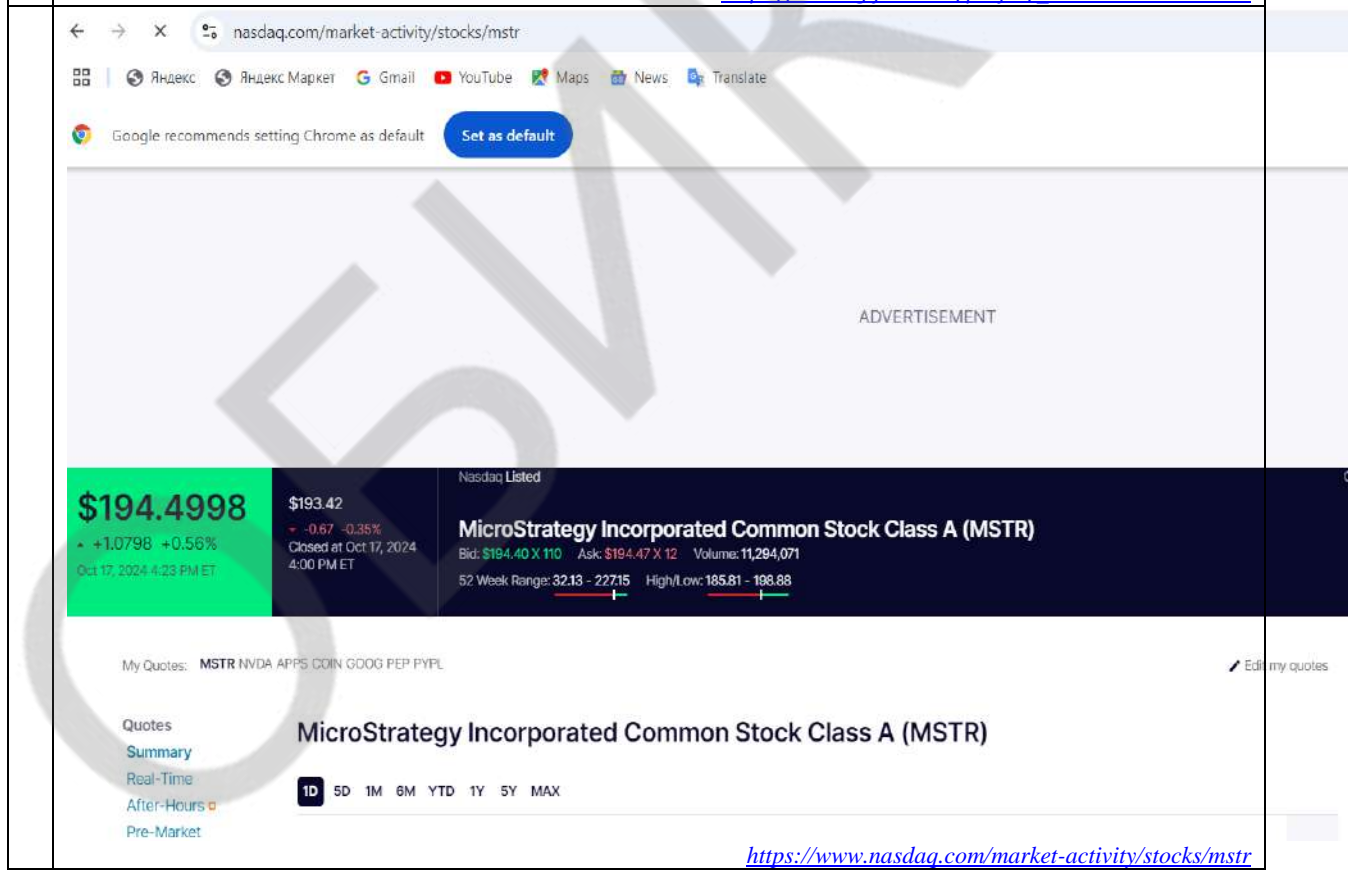 nasdaq.com/market-activity/stocks/mstr
Яндекс Яндекс Маркет Gmail YouTube Maps News Translate
Google recommends setting Chrome as default Set as default
ADVERTISEMENT
Nasdaq Listed
$194.4998
+1.0798 +0.56%
Oct 17, 2024 4:23 PM ET
$193.42
-0.67 -0.35%
Closed at Oct 17, 2024
4:00 PM ET
MicroStrategy Incorporated Common Stock Class A (MSTR)
Bid: $194.40 X 110 Ask: $194.47 X 12 Volume: 11,294,071
52 Week Range: 32.13 - 227.15 High/Low: 185.81 - 198.88
My Quotes: MSTR NVDA APPS COIN GOOG PEP PYPL
Edit my quotes
Quotes
Summary
Real-Time
After-Hours
Pre-Market
MicroStrategy Incorporated Common Stock Class A (MSTR)
1D 5D 1M 6M YTD 1Y 5Y MAX
https://www.nasdaq.com/market-activity/stocks/mstr